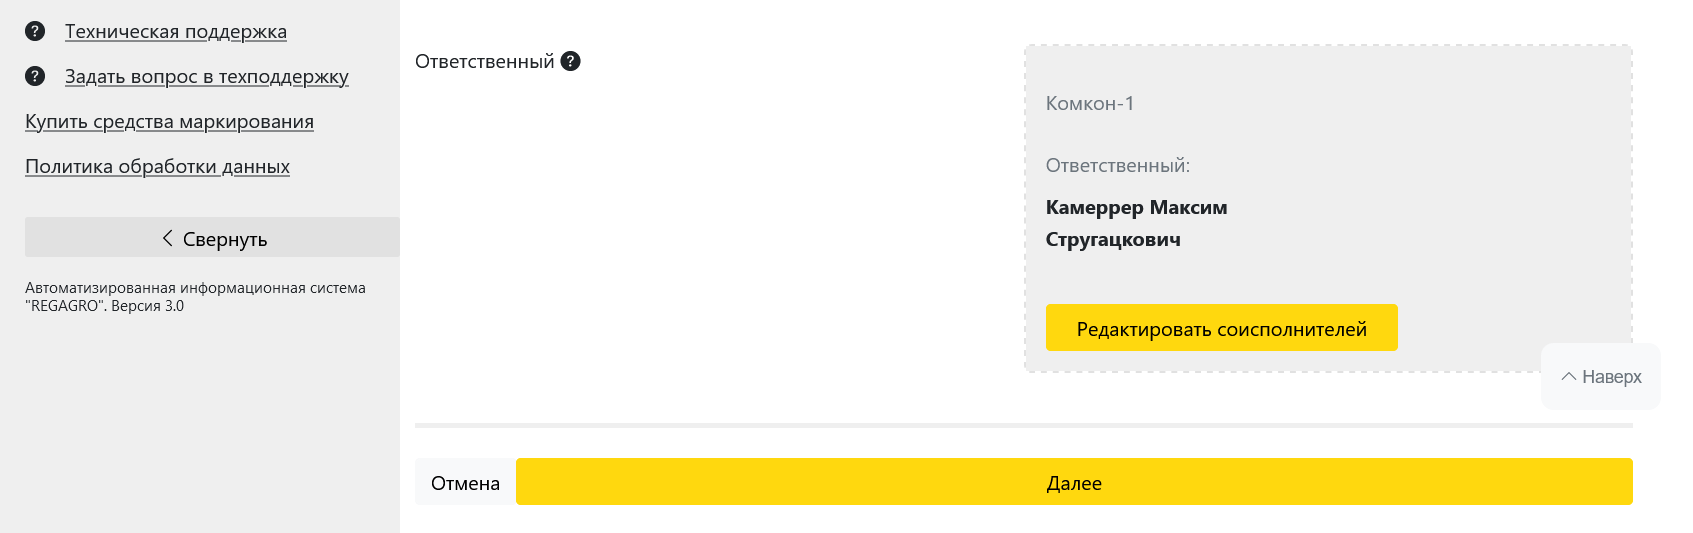 Техническая поддержка
Задать вопрос в техподдержку
Купить средства маркирования
Политика обработки данных
Свернуть
Автоматизированная информационная система
"REGAGRO". Версия 3.0
Ответственный
Комкон-1
Ответственный:
Камеррер Максим
Стругацкович
Редактировать соисполнителей
Наверх
Отмена
Далее